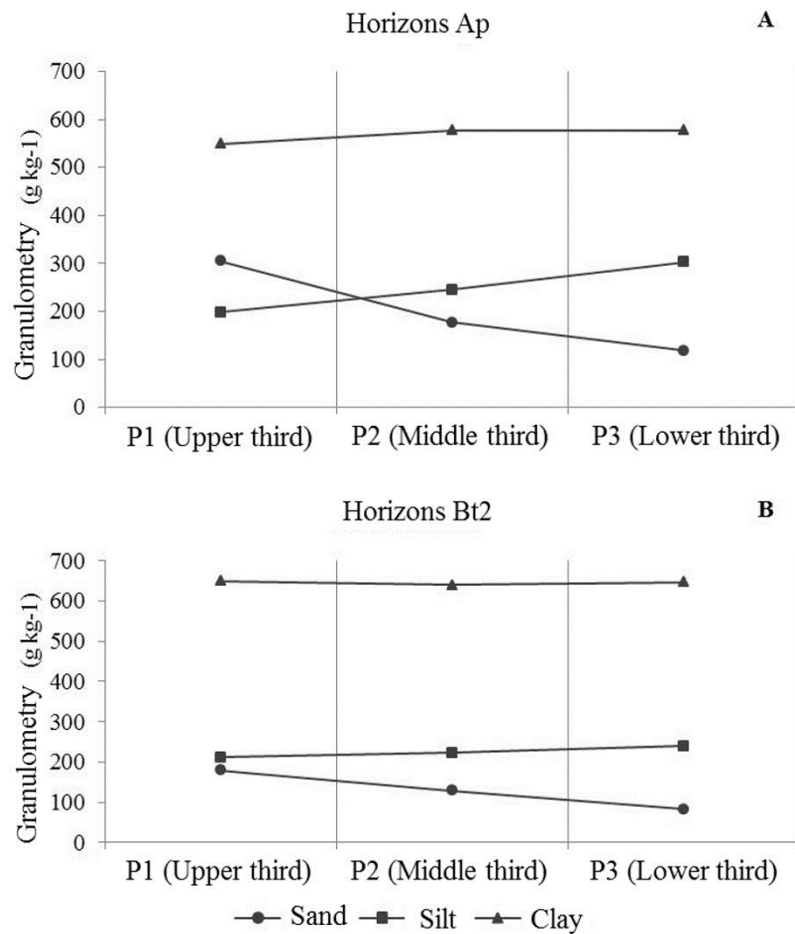 Horizons Ap
A
Granulometry (g kg-1)
700
600
500
400
300
200
100
0
P1 (Upper third)
P2 (Middle third)
P3 (Lower third)
Horizons Bt2
B
Granulometry (g kg-1)
700
600
500
400
300
200
100
0
P1 (Upper third)
P2 (Middle third)
P3 (Lower third)
Sand
Silt
Clay